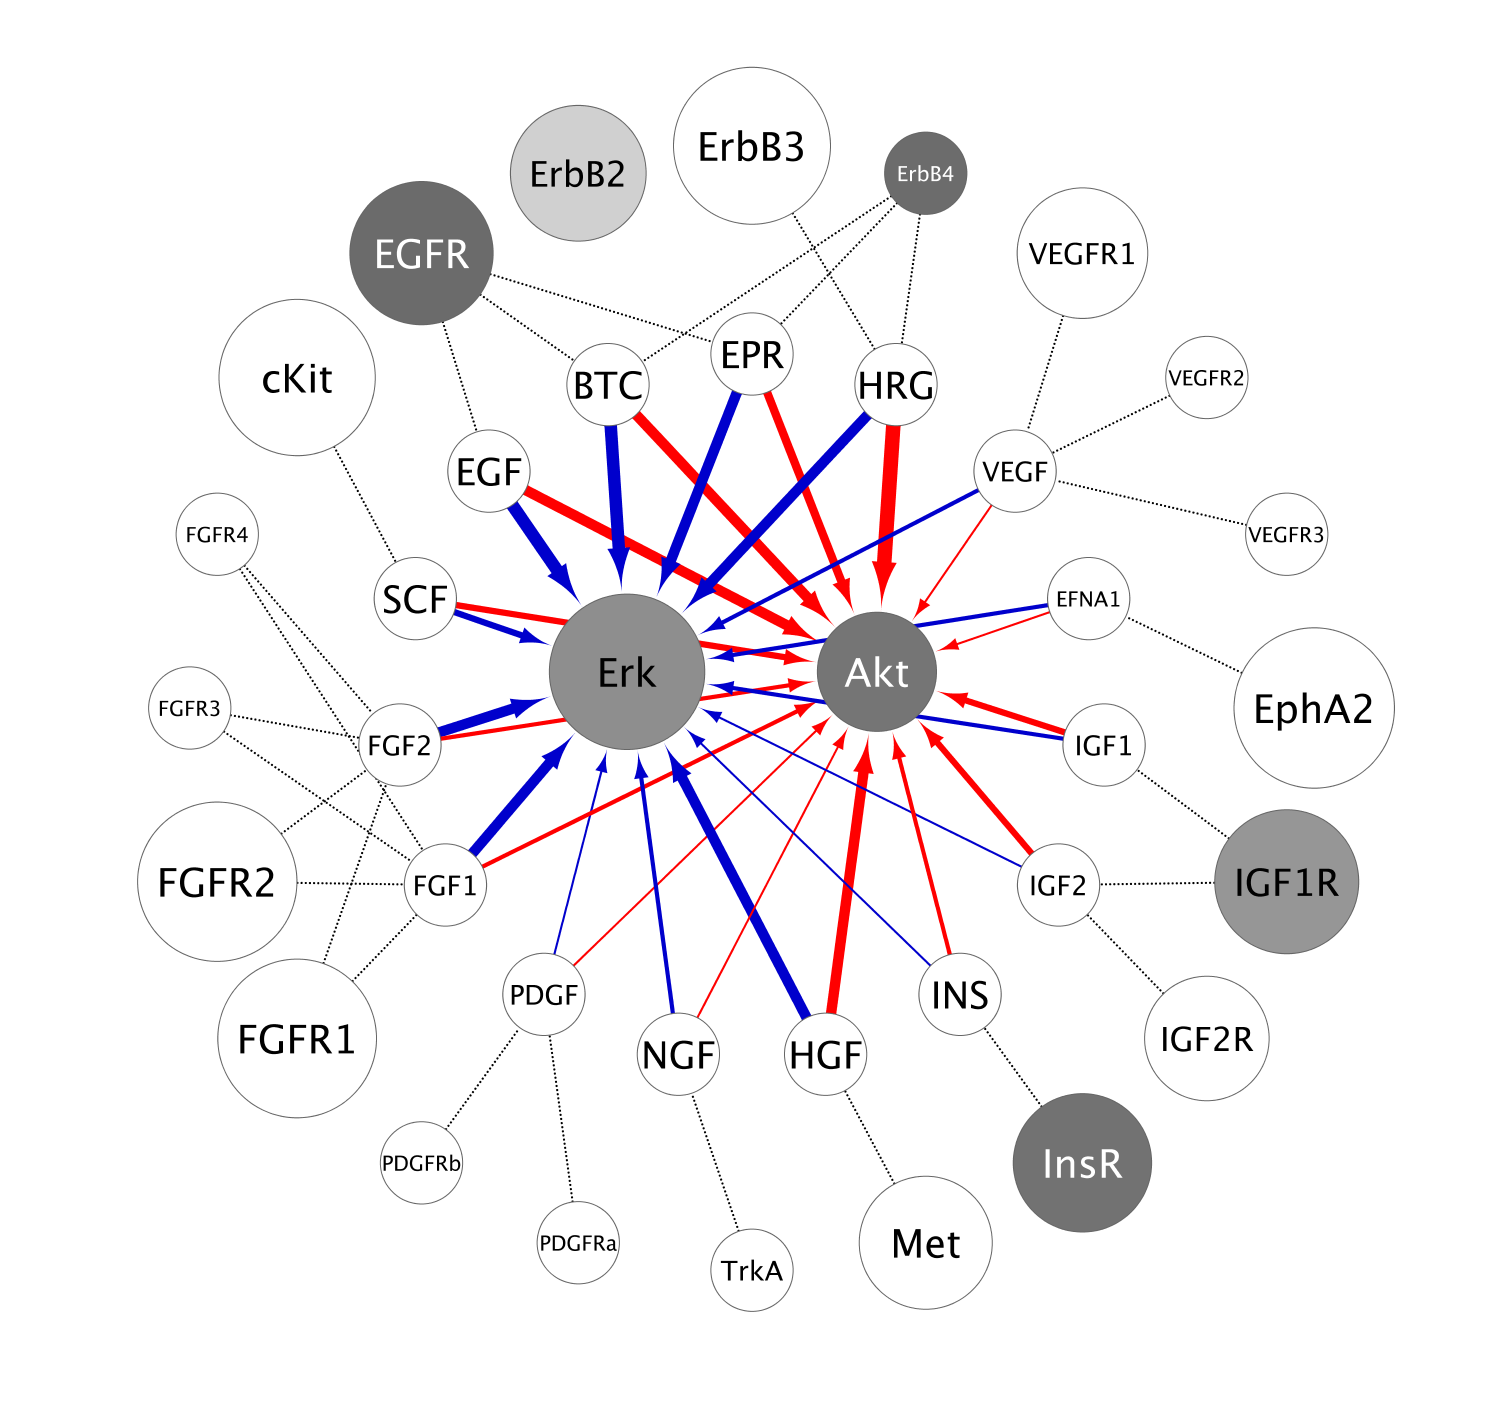 ErbB3
ErbB2
ErbB4
EGFR
VEGFR1
cKit
EPR
BTC
HRG
VEGFR2
EGF
VEGF
FGFR4
VEGFR3
SCF
EFNA1
Erk
Akt
FGFR3
EphA2
FGF2
IGF1
FGFR2
FGF1
IGF2
IGF1R
PDGF
INS
FGFR1
NGF
HGF
IGF2R
PDGFRb
InsR
PDGFRa
Met
TrkA